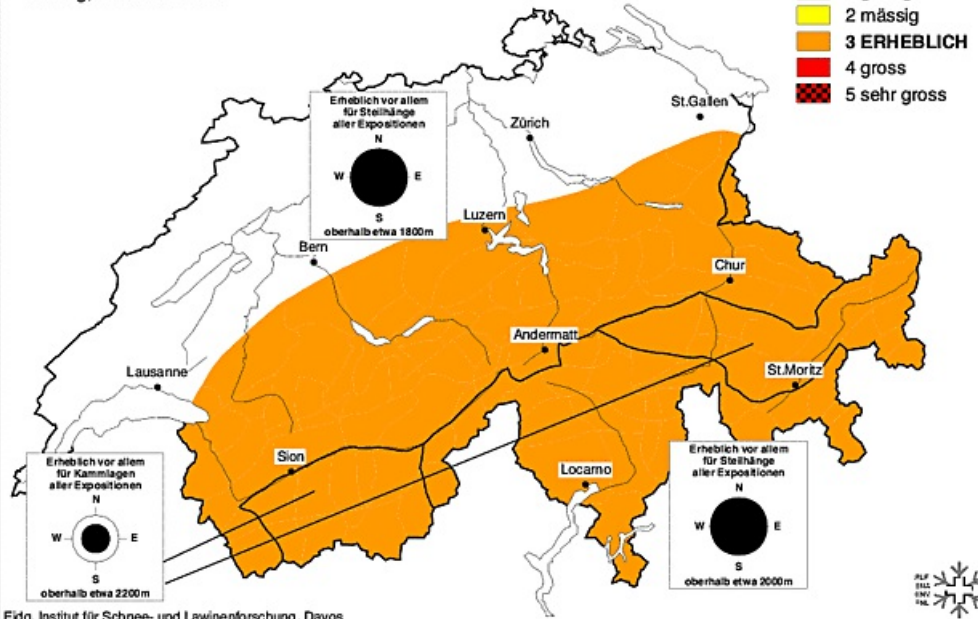 2 mässig
3 ERHEBLICH
4 gross
5 sehr gross
St.Gallen
Zürich
Erheblich vor allem
für Steilhänge
aller Expositionen
N
W E
S
oberhalb etwa 1800m
Luzern
Bern
Chur
Andermatt
Lausanne
St.Moritz
Sion
Locarno
Erheblich vor allem
für Kammlagen
aller Expositionen
N
W E
S
oberhalb etwa 2200m
Erheblich vor allem
für Steilhänge
aller Expositionen
N
W E
S
oberhalb etwa 2000m
SLF
Eidg. Institut für Schnee- und Lawinenforschung, Davos